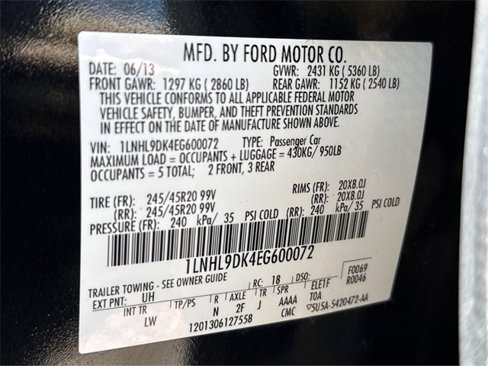 MFD. BY FORD MOTOR CO.
DATE: 06/13 GVWR: 2431 KG ( 5360 LB)
FRONT GAWR: 1297 KG ( 2860 LB) REAR GAWR: 1152 KG ( 2540 LB)
THIS VEHICLE CONFORMS TO ALL APPLICABLE FEDERAL MOTOR
VEHICLE SAFETY, BUMPER, AND THEFT PREVENTION STANDARDS
IN EFFECT ON THE DATE OF MANUFACTURE SHOWN ABOVE.
VIN: 1LNHL9DK4EG600072 TYPE: Passenger Car
MAXIMUM LOAD = OCCUPANTS + LUGGAGE = 430KG/ 950LB
OCCUPANTS = 5 TOTAL; 2 FRONT, 3 REAR
TIRE (FR): 245/45R20 99V RIMS (FR): 20X8.0J
(RR): 245/45R20 99V (RR): 20X8.0J
PRESSURE (FR): 240 kPa/ 35 PSI COLD (RR): 240 kPa/ 35 PSI COLD
1LNHL9DK4EG600072
TRAILER TOWING - SEE OWNER GUIDE RC: 18 DSO: F0069
EXT PNT: UH R0046
INT TR TP/PS R AXLE TR SPR ELE1F
LW N 2F J AAAA TOA
1201306127558 CMC 5U5A-5420472-AA